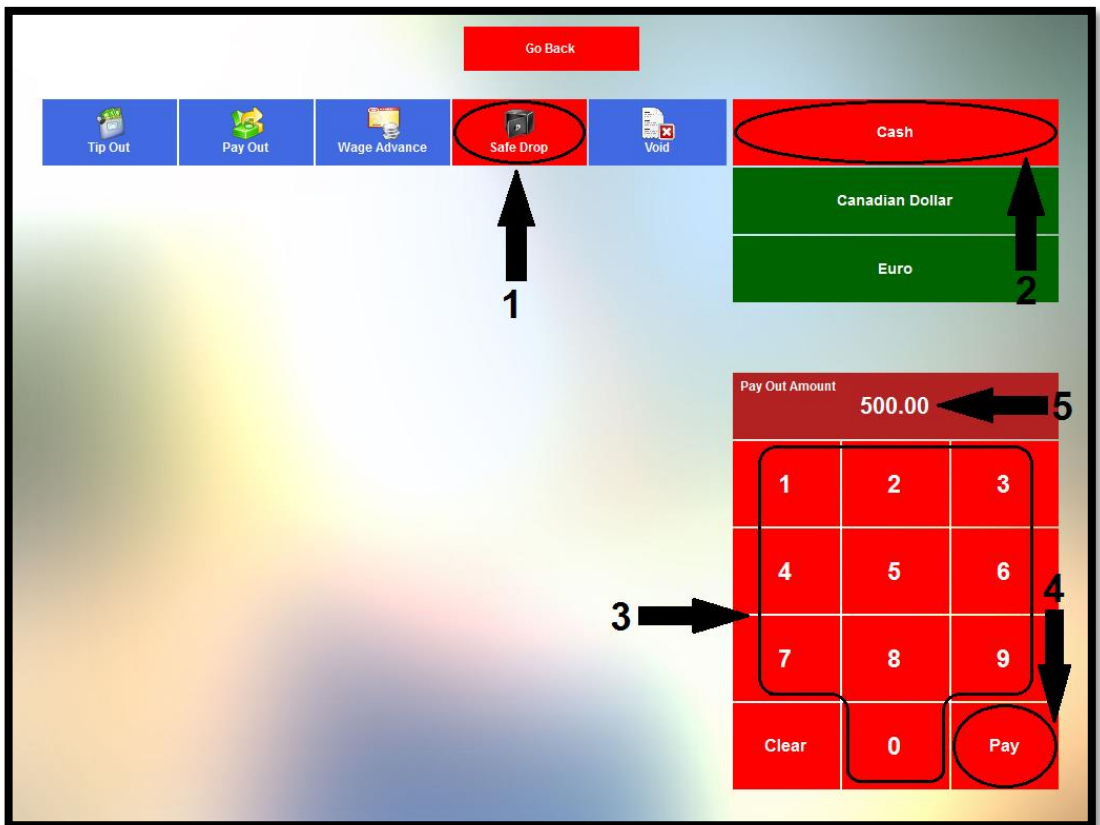 Go Back
Tip Out
Pay Out
Wage Advance
Safe Drop
Void
Cash
Canadian Dollar
Euro
1
2
Pay Out Amount
500.00
5
1 2 3
4 5 6
4
3
7 8 9
Clear 0 Pay